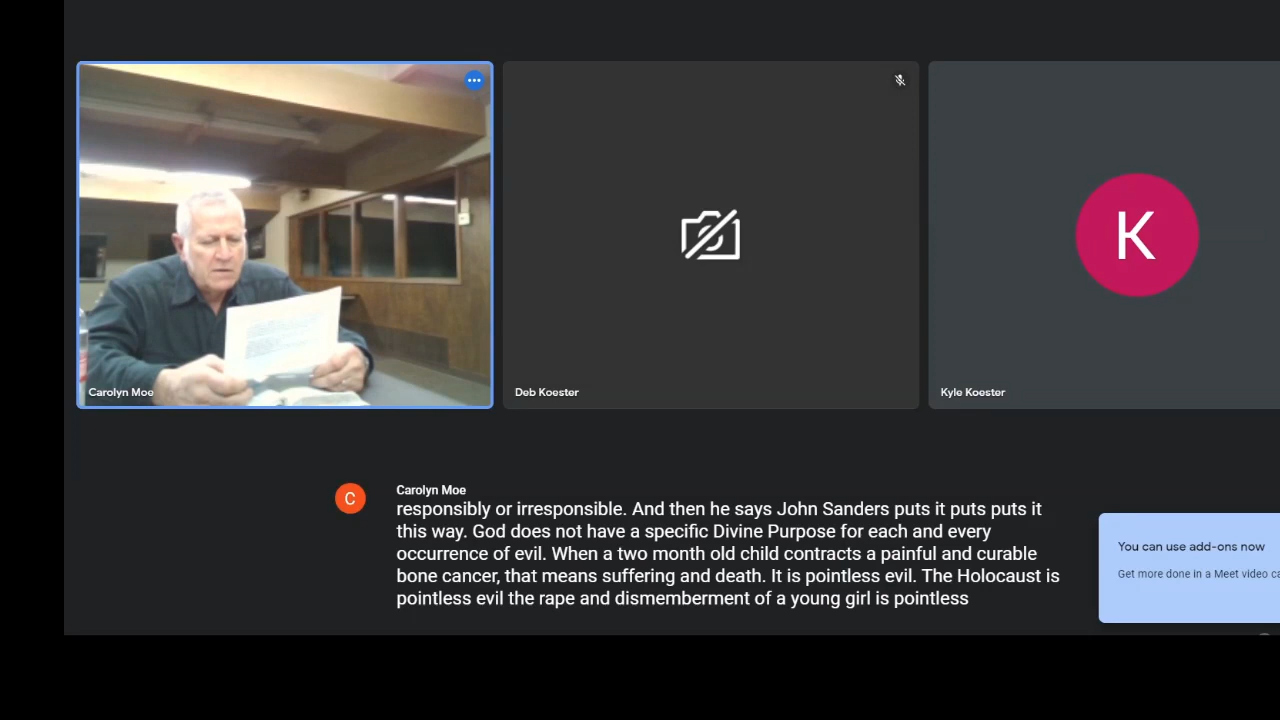 Carolyn Moe
Deb Koester
K
Kyle Koester
C
Carolyn Moe
responsibly or irresponsible. And then he says John Sanders puts it puts puts it
this way. God does not have a specific Divine Purpose for each and every
occurrence of evil. When a two month old child contracts a painful and curable
bone cancer, that means suffering and death. It is pointless evil. The Holocaust is
pointless evil the rape and dismemberment of a young girl is pointless
You can use add-ons now
Get more done in a Meet video ca